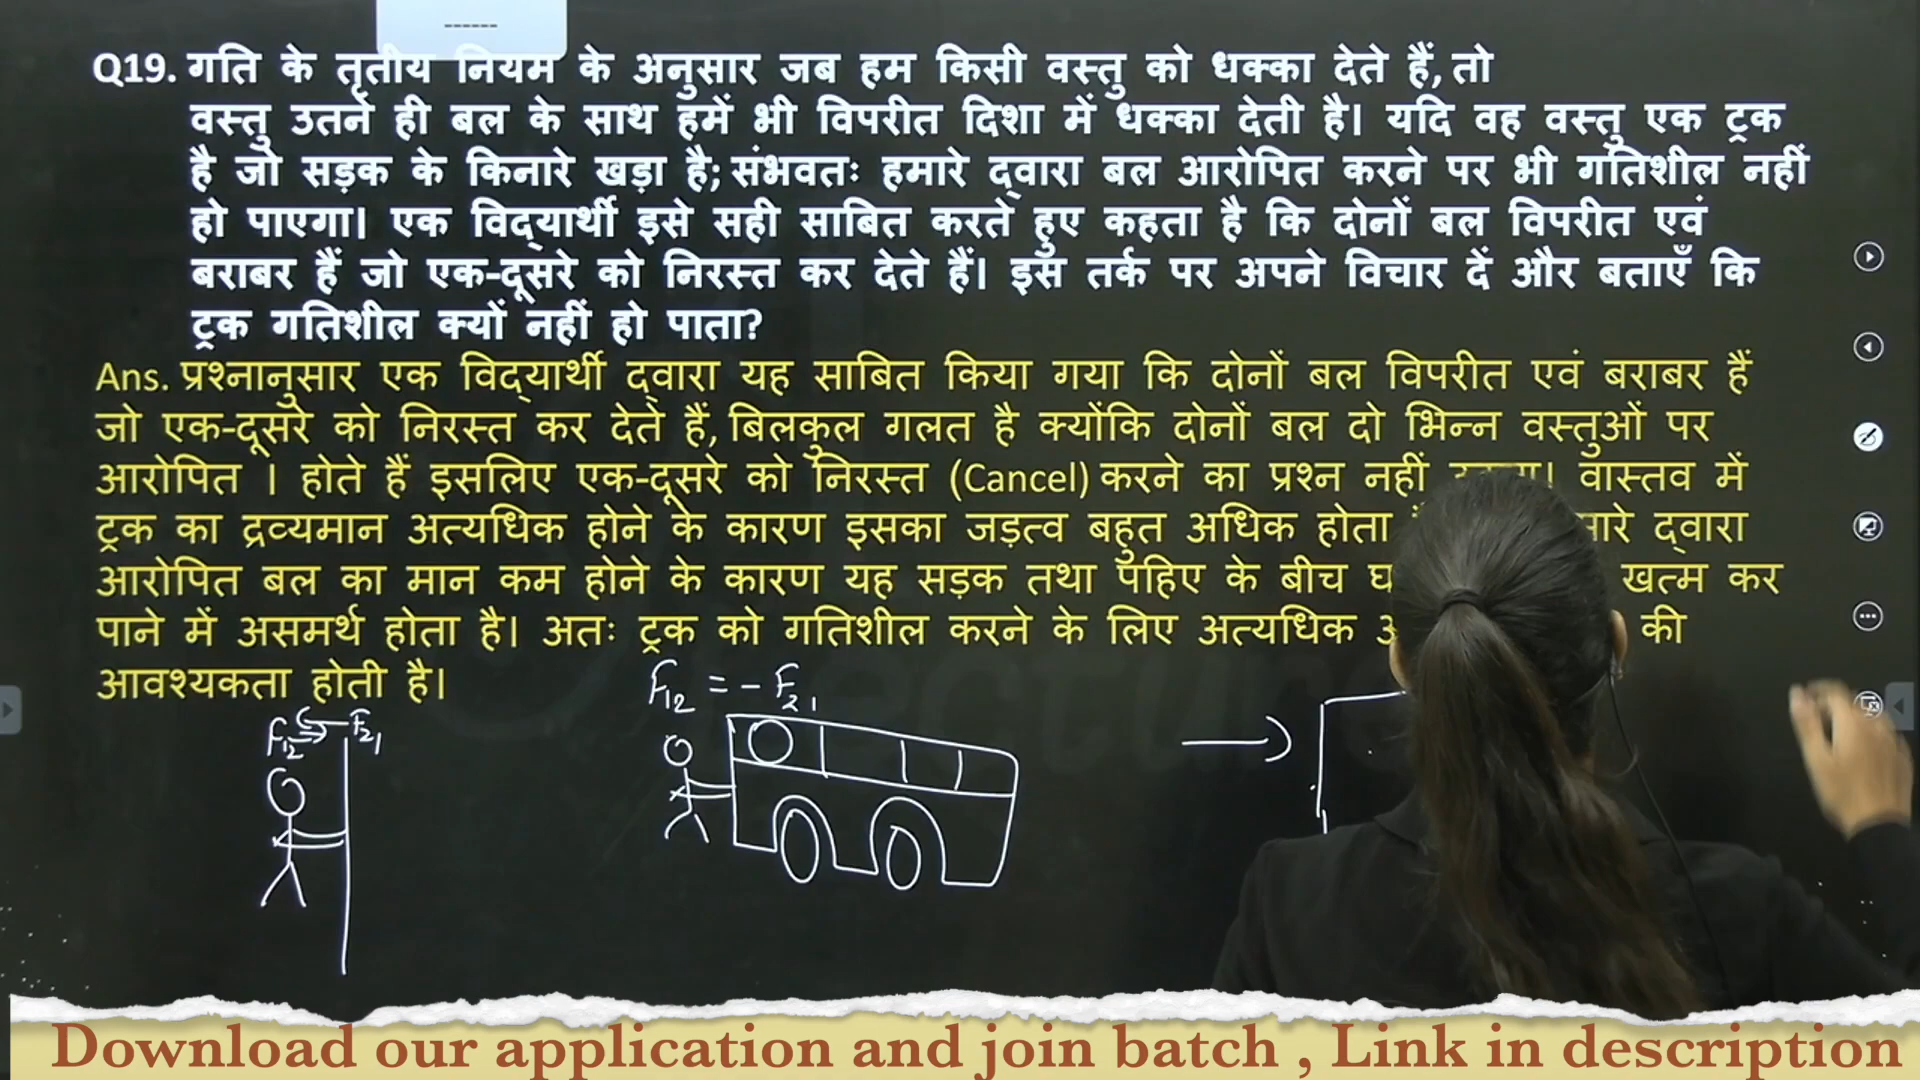 ------
Q19. गति के तृतीय नियम के अनुसार जब हम किसी वस्तु को धक्का देते हैं, तो
वस्तु उतने ही बल के साथ हमें भी विपरीत दिशा में धक्का देती है। यदि वह वस्तु एक ट्रक
है जो सड़क के किनारे खड़ा है; संभवतः हमारे द्वारा बल आरोपित करने पर भी गतिशील नहीं
हो पाएगा। एक विद्यार्थी इसे सही साबित करते हुए कहता है कि दोनों बल विपरीत एवं
बराबर हैं जो एक-दूसरे को निरस्त कर देते हैं। इस तर्क पर अपने विचार दें और बताएँ कि
ट्रक गतिशील क्यों नहीं हो पाता?
Ans. प्रश्नानुसार एक विद्यार्थी द्वारा यह साबित किया गया कि दोनों बल विपरीत एवं बराबर हैं
जो एक-दूसरे को निरस्त कर देते हैं, बिलकुल गलत है क्योंकि दोनों बल दो भिन्न वस्तुओं पर
आरोपित । होते हैं इसलिए एक-दूसरे को निरस्त (Cancel) करने का प्रश्न नहीं वास्तव में
ट्रक का द्रव्यमान अत्यधिक होने के कारण इसका जड़त्व बहुत अधिक होता द्वारा
आरोपित बल का मान कम होने के कारण यह सड़क तथा पहिए के बीच खत्म कर
पाने में असमर्थ होता है। अतः ट्रक को गतिशील करने के लिए अत्यधिक की
आवश्यकता होती है।
F12 = - F21
F12 F21
Download our application and join batch , Link in description